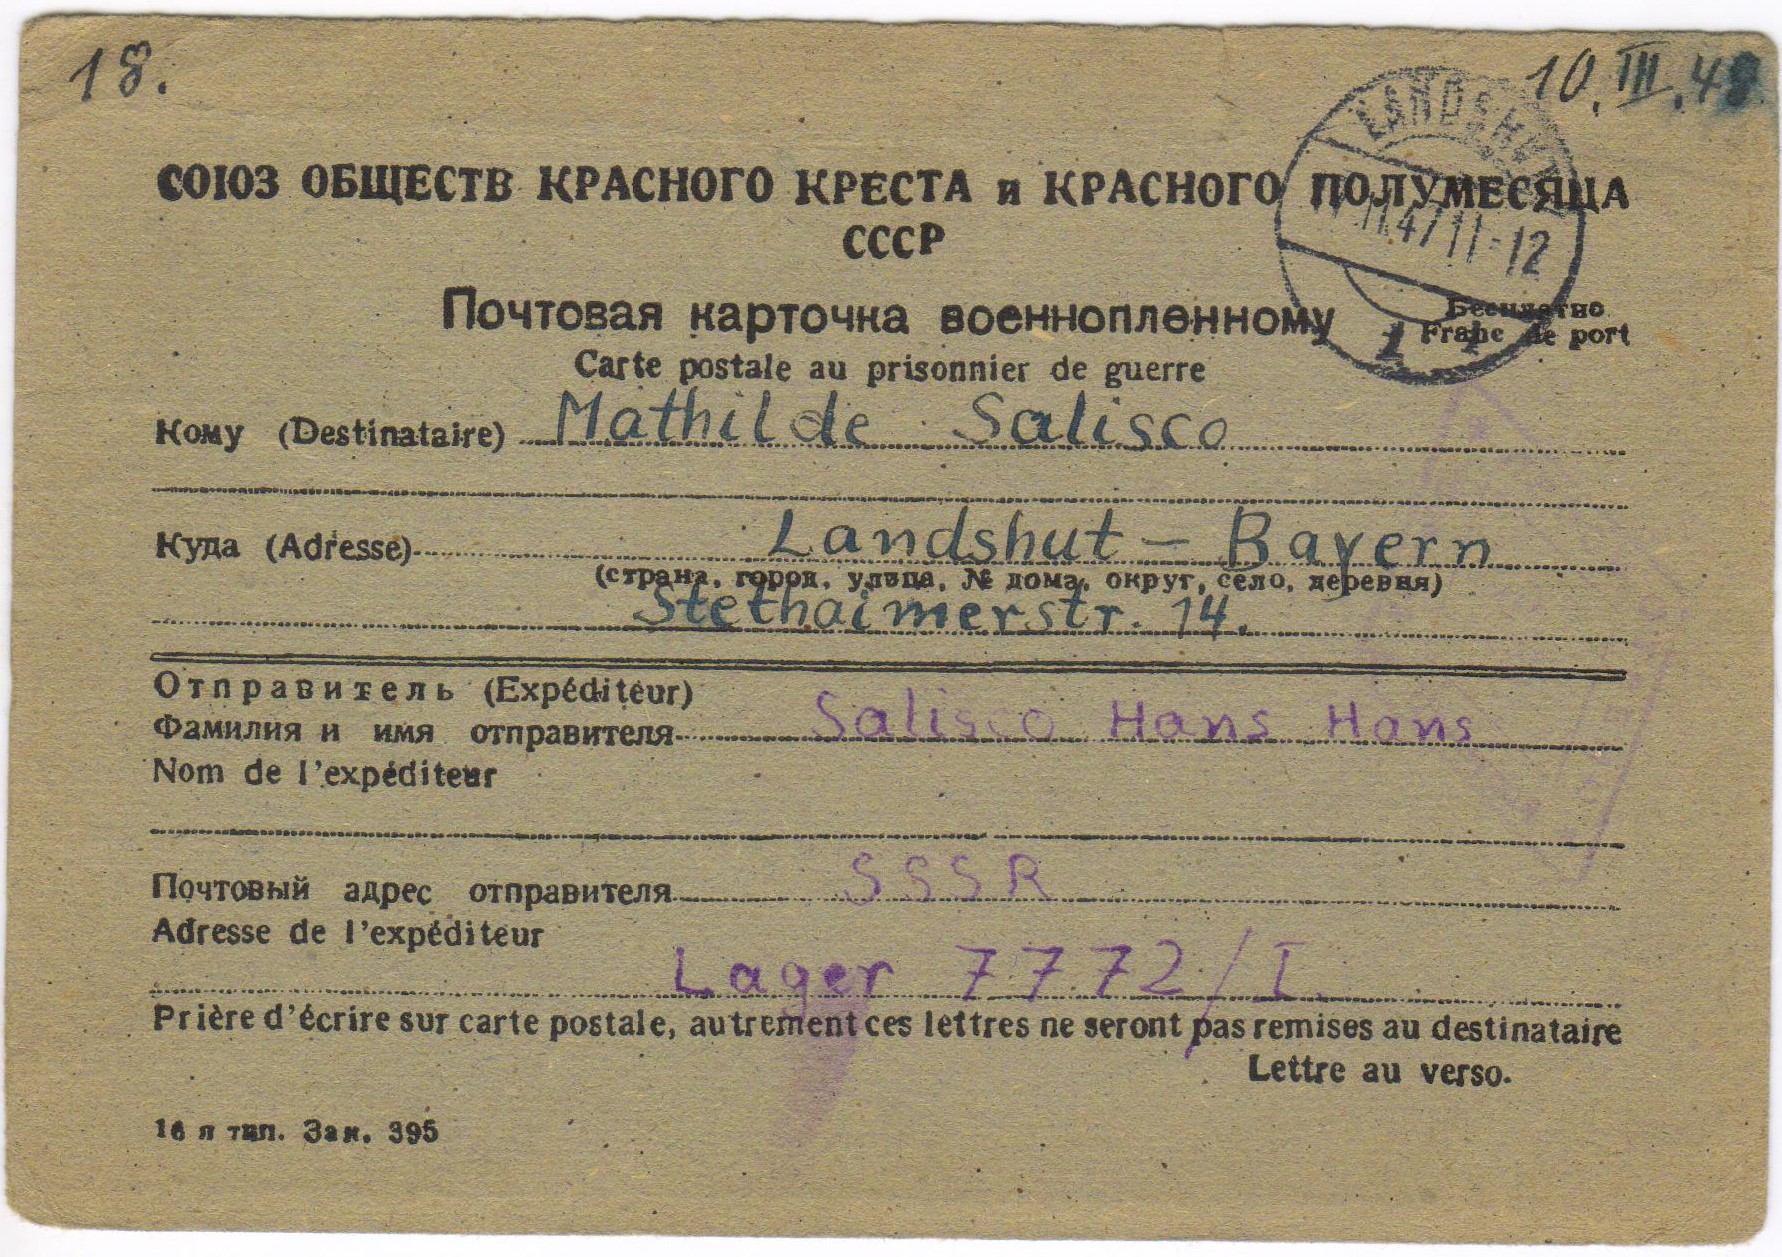 18.
10.III.48
LANDSHUT
11.47 11-12
СОЮЗ ОБЩЕСТВ КРАСНОГО КРЕСТА и КРАСНОГО ПОЛУМЕСЯЦА
СССР
Почтовая карточка военнопленному
Бесплатно
Franc de port
Carte postale au prisonnier de guerre
Кому (Destinataire) Mathilde Salisco
Куда (Adresse) Landshut - Bayern
(страна, город, улица, № дома, округ, село, деревня)
Stethaimerstr. 14.
Отправитель (Expéditeur)
Фамилия и имя отправителя Salisco Hans Hans
Nom de l'expéditeur
Почтовый адрес отправителя SSSR
Adresse de l'expéditeur
Lager 7772/I.
Prière d'écrire sur carte postale, autrement ces lettres ne seront pas remises au destinataire
Lettre au verso.
16 я тип. Зак. 395